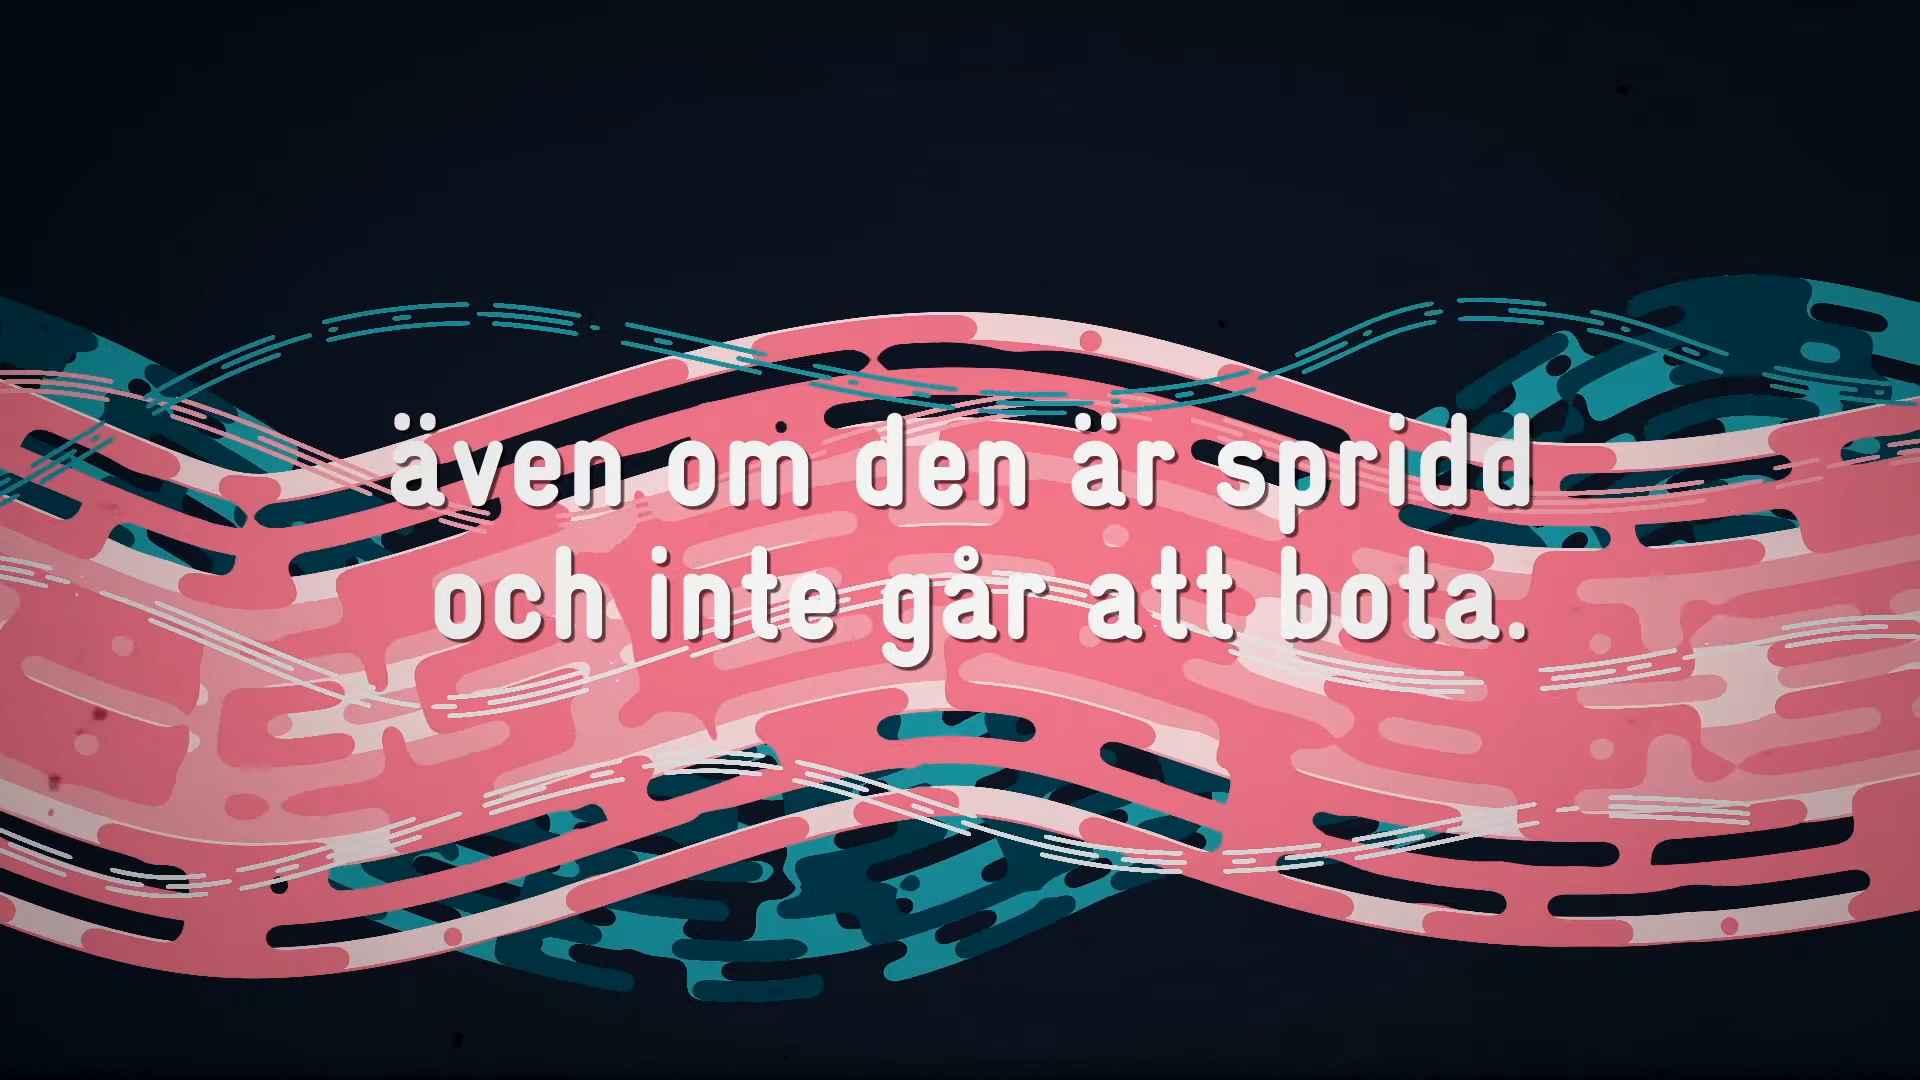 även om den är spridd
och inte går att bota.